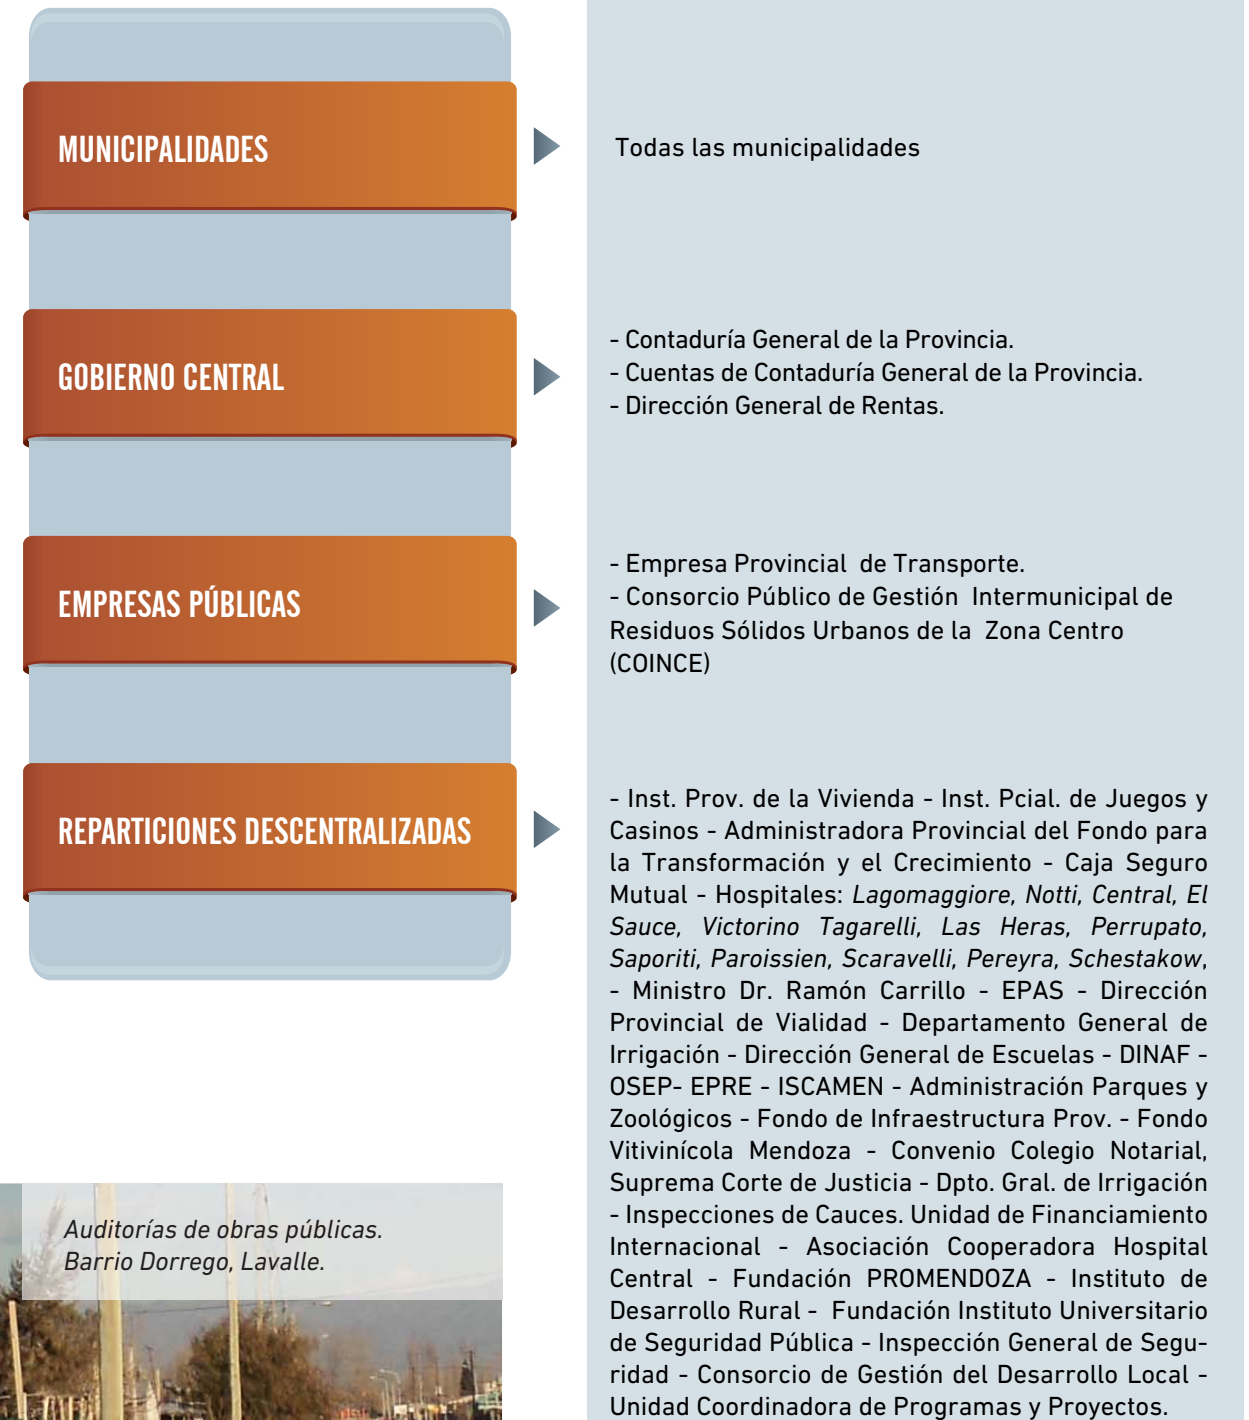 MUNICIPALIDADES
Todas las municipalidades
GOBIERNO CENTRAL
- Contaduría General de la Provincia.
- Cuentas de Contaduría General de la Provincia.
- Dirección General de Rentas.
EMPRESAS PÚBLICAS
- Empresa Provincial  de Transporte.
- Consorcio Público de Gestión  Intermunicipal de
Residuos Sólidos Urbanos de la  Zona Centro
(COINCE)
REPARTICIONES DESCENTRALIZADAS
- Inst. Prov. de la Vivienda - Inst. Pcial. de Juegos y
Casinos - Administradora Provincial del Fondo para
la Transformación y el Crecimiento - Caja Seguro
Mutual - Hospitales: Lagomaggiore, Notti, Central, El
Sauce, Victorino Tagarelli, Las Heras, Perrupato,
Saporiti, Paroissien, Scaravelli, Pereyra, Schestakow,
- Ministro Dr. Ramón Carrillo - EPAS - Dirección
Provincial de Vialidad - Departamento General de
Irrigación - Dirección General de Escuelas - DINAF -
OSEP- EPRE - ISCAMEN - Administración Parques y
Zoológicos - Fondo de Infraestructura Prov. - Fondo
Vitivinícola Mendoza - Convenio Colegio Notarial,
Suprema Corte de Justicia - Dpto. Gral. de Irrigación
- Inspecciones de Cauces. Unidad de Financiamiento
Internacional - Asociación Cooperadora Hospital
Central - Fundación PROMENDOZA - Instituto de
Desarrollo Rural -  Fundación Instituto Universitario
de Seguridad Pública - Inspección General de Segu-
ridad - Consorcio de Gestión del Desarrollo Local -
Unidad Coordinadora de Programas y Proyectos.
Auditorías de obras públicas.
Barrio Dorrego, Lavalle.